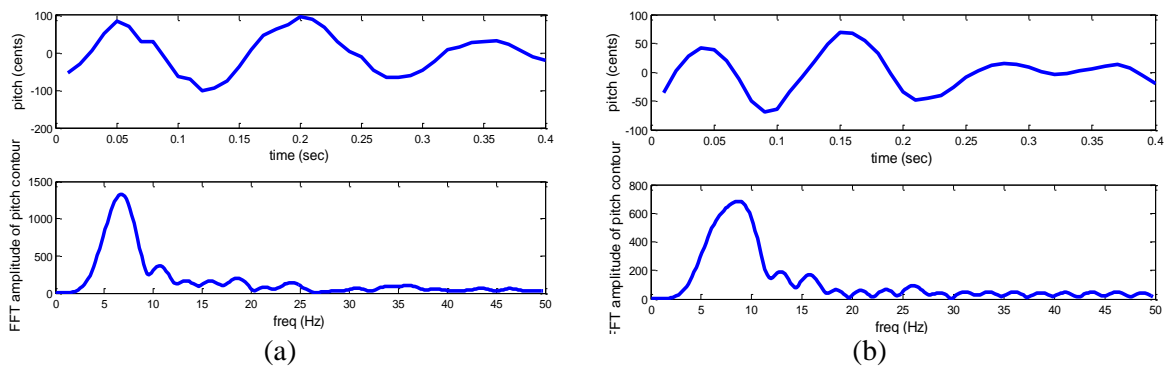 pitch (cents)
100
0
-100
-200
0 0.05 0.1 0.15 0.2 0.25 0.3 0.35 0.4
time (sec)
FFT amplitude of pitch contour
1500
1000
500
0
0 5 10 15 20 25 30 35 40 45 50
freq (Hz)
(a)
pitch (cents)
100
50
0
-50
-100
0 0.05 0.1 0.15 0.2 0.25 0.3 0.35 0.4
time (sec)
FFT amplitude of pitch contour
800
600
400
200
0
0 5 10 15 20 25 30 35 40 45 50
freq (Hz)
(b)